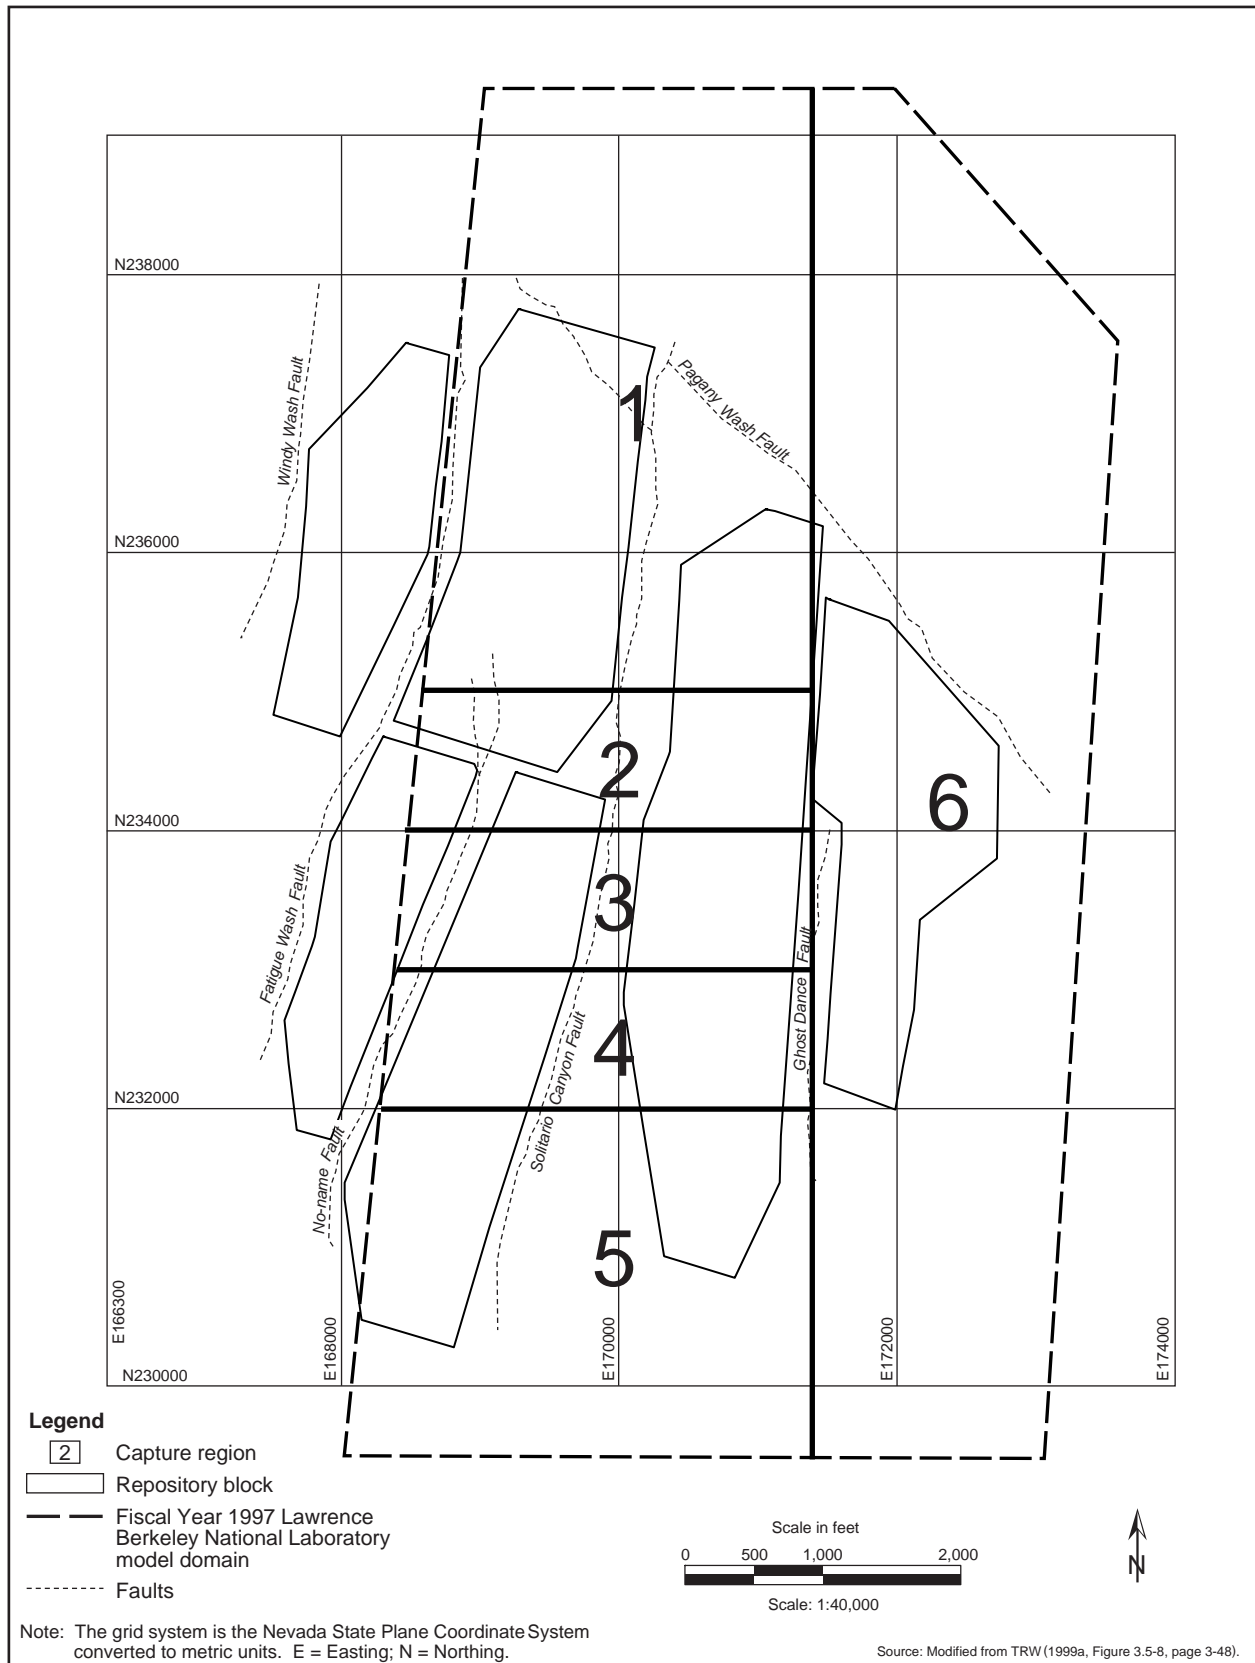 N238000
Windy Wash Fault
Pagany Wash Fault
1
N236000
2
6
N234000
3
Fatigue Wash Fault
Ghost Dance Fault
4
N232000
No-name Fault
Solitario Canyon Fault
5
E166300
E168000
E170000
E172000
E174000
N230000
Legend
2 Capture region
Repository block
Fiscal Year 1997 Lawrence
Berkeley National Laboratory
model domain
Faults
Scale in feet
0 500 1,000 2,000
Scale: 1:40,000
N
Note: The grid system is the Nevada State Plane Coordinate System
converted to metric units. E = Easting; N = Northing.
Source: Modified from TRW (1999a, Figure 3.5-8, page 3-48).